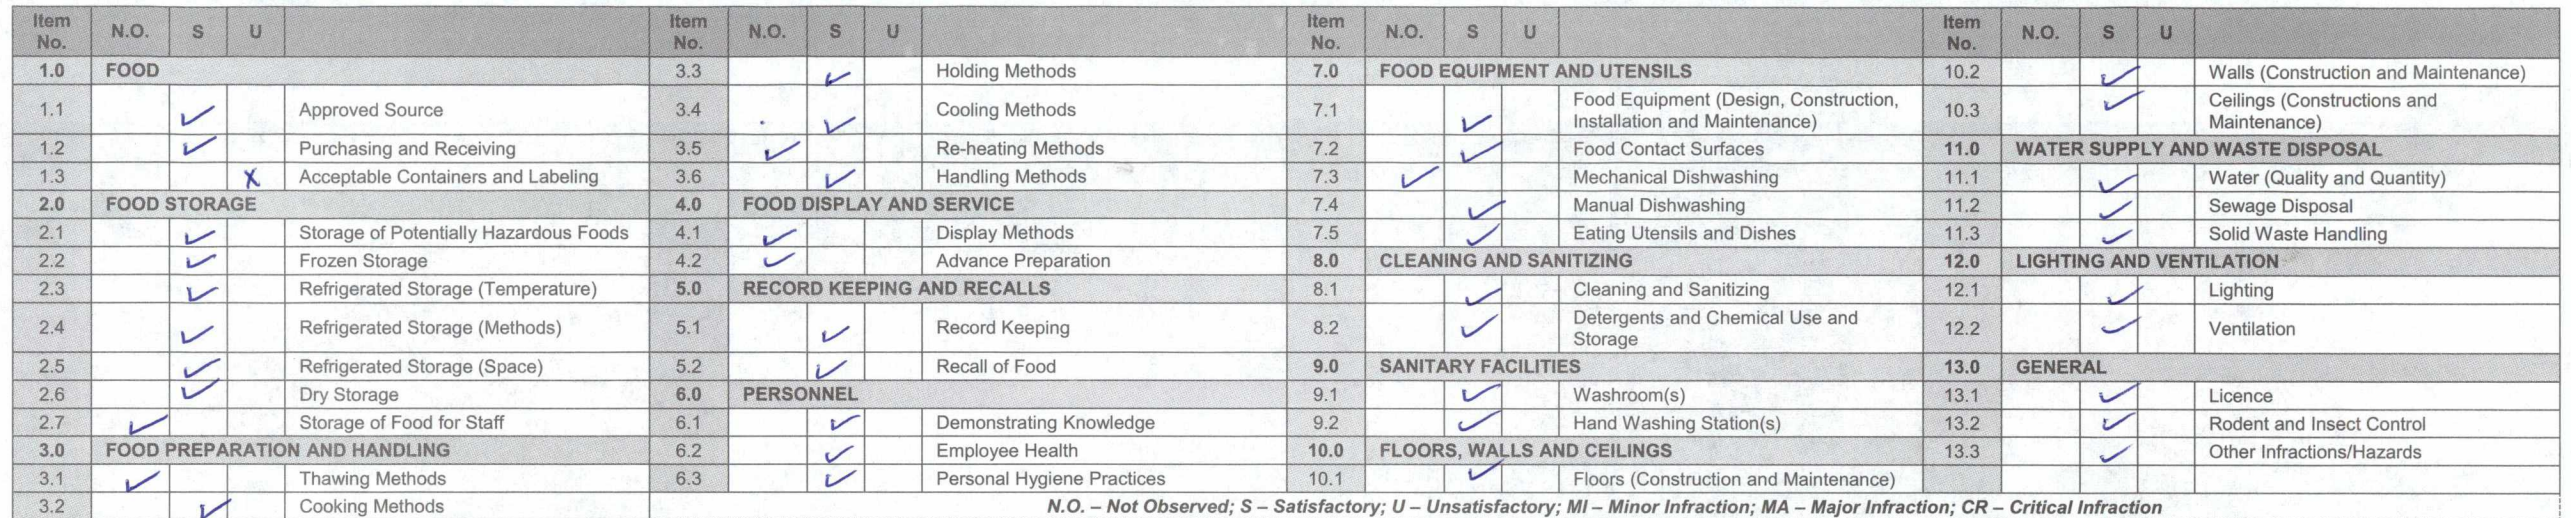 Item No. N.O. S U
1.0 FOOD
1.1 ✓ Approved Source
1.2 ✓ Purchasing and Receiving
1.3 X Acceptable Containers and Labeling
2.0 FOOD STORAGE
2.1 ✓ Storage of Potentially Hazardous Foods
2.2 ✓ Frozen Storage
2.3 ✓ Refrigerated Storage (Temperature)
2.4 ✓ Refrigerated Storage (Methods)
2.5 ✓ Refrigerated Storage (Space)
2.6 ✓ Dry Storage
2.7 ✓ Storage of Food for Staff
3.0 FOOD PREPARATION AND HANDLING
3.1 ✓ Thawing Methods
3.2 ✓ Cooking Methods
Item No. N.O. S U
3.3 ✓ Holding Methods
3.4 ✓ Cooling Methods
3.5 ✓ Re-heating Methods
3.6 ✓ Handling Methods
4.0 FOOD DISPLAY AND SERVICE
4.1 ✓ Display Methods
4.2 ✓ Advance Preparation
5.0 RECORD KEEPING AND RECALLS
5.1 ✓ Record Keeping
5.2 ✓ Recall of Food
6.0 PERSONNEL
6.1 ✓ Demonstrating Knowledge
6.2 ✓ Employee Health
6.3 ✓ Personal Hygiene Practices
Item No. N.O. S U
7.0 FOOD EQUIPMENT AND UTENSILS
7.1 ✓ Food Equipment (Design, Construction,
Installation and Maintenance)
7.2 ✓ Food Contact Surfaces
7.3 ✓ Mechanical Dishwashing
7.4 ✓ Manual Dishwashing
7.5 ✓ Eating Utensils and Dishes
8.0 CLEANING AND SANITIZING
8.1 ✓ Cleaning and Sanitizing
8.2 ✓ Detergents and Chemical Use and
Storage
9.0 SANITARY FACILITIES
9.1 ✓ Washroom(s)
9.2 ✓ Hand Washing Station(s)
10.0 FLOORS, WALLS AND CEILINGS
10.1 ✓ Floors (Construction and Maintenance)
Item No. N.O. S U
10.2 ✓ Walls (Construction and Maintenance)
10.3 ✓ Ceilings (Constructions and
Maintenance)
11.0 WATER SUPPLY AND WASTE DISPOSAL
11.1 ✓ Water (Quality and Quantity)
11.2 ✓ Sewage Disposal
11.3 ✓ Solid Waste Handling
12.0 LIGHTING AND VENTILATION
12.1 ✓ Lighting
12.2 ✓ Ventilation
13.0 GENERAL
13.1 ✓ Licence
13.2 ✓ Rodent and Insect Control
13.3 ✓ Other Infractions/Hazards
N.O. – Not Observed; S – Satisfactory; U – Unsatisfactory; MI – Minor Infraction; MA – Major Infraction; CR – Critical Infraction